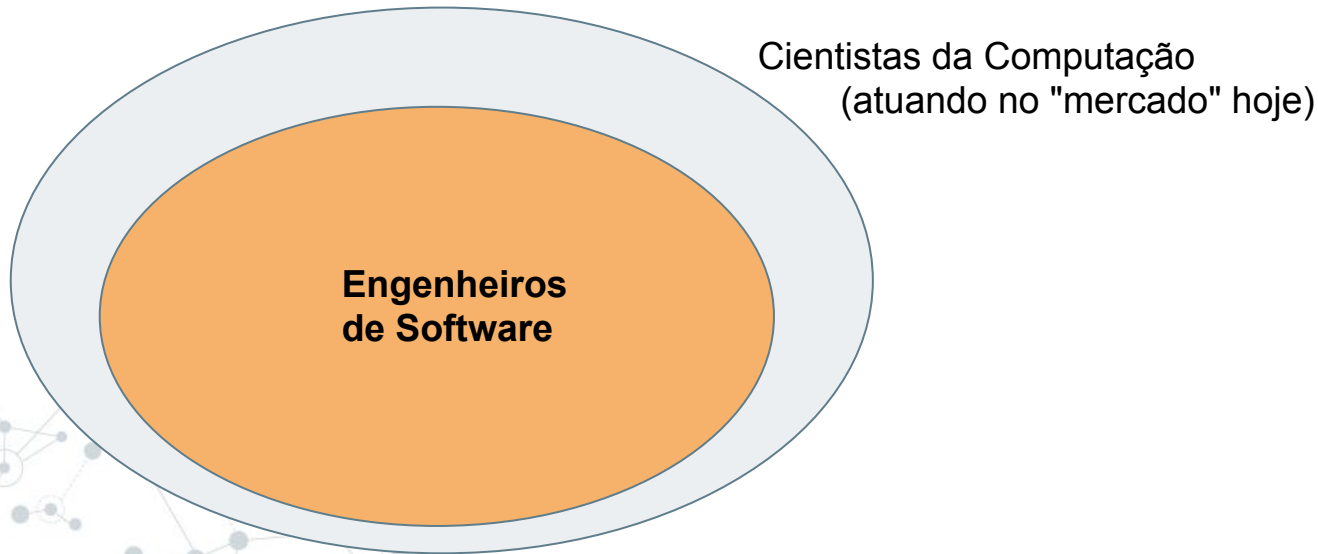 Cientistas da Computação
(atuando no "mercado" hoje)
Engenheiros
de Software